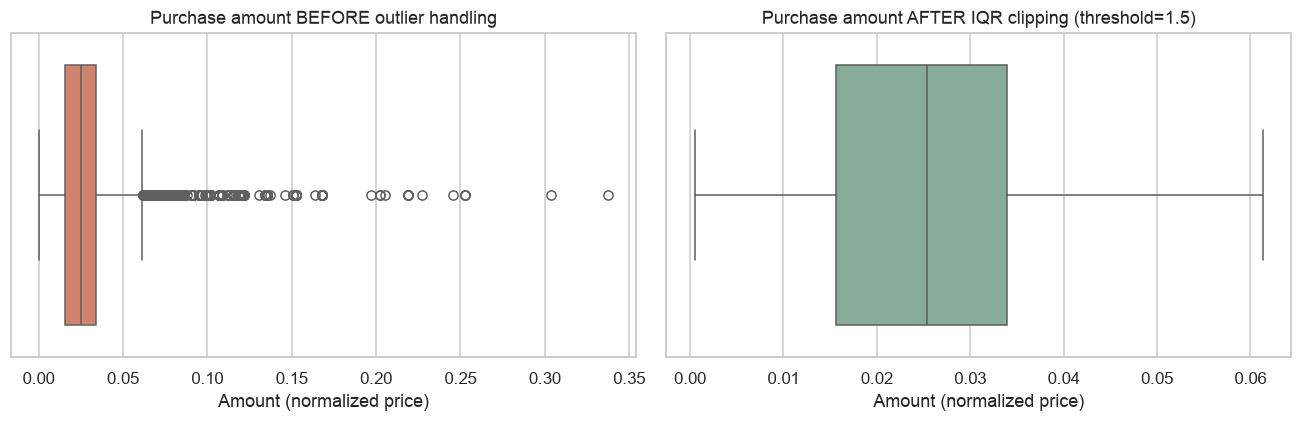 Purchase amount BEFORE outlier handling
0.00 0.05 0.10 0.15 0.20 0.25 0.30 0.35
Amount (normalized price)
Purchase amount AFTER IQR clipping (threshold=1.5)
0.00 0.01 0.02 0.03 0.04 0.05 0.06
Amount (normalized price)